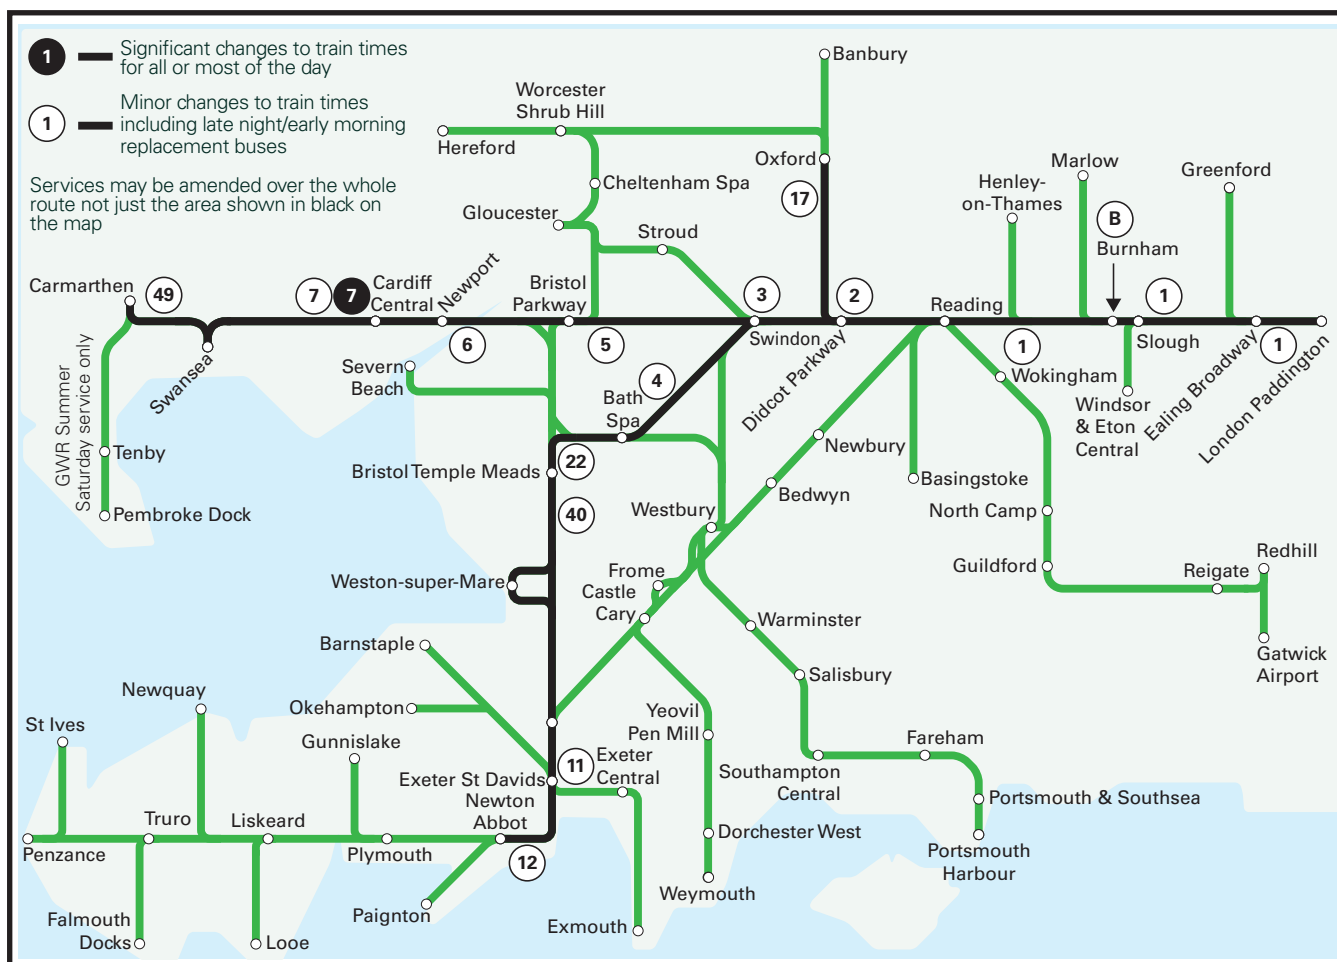 1
Significant changes to train times
for all or most of the day
1
Minor changes to train times
including late night/early morning
replacement buses
Services may be amended over the whole
route not just the area shown in black on
the map
Banbury
Worcester
Shrub Hill
Hereford
Oxford
Cheltenham Spa
Gloucester
Stroud
17
Marlow
Henley-
on-Thames
Greenford
B
Burnham
Carmarthen
49
7
7
Cardiff
Central
Newport
Bristol
Parkway
3
2
Reading
1
Swansea
6
5
Swindon
Didcot Parkway
1
Slough
1
Ealing Broadway
London Paddington
GWR Summer
Saturday service only
Severn
Beach
4
Bath
Spa
Wokingham
Windsor
& Eton
Central
Tenby
Pembroke Dock
Bristol Temple Meads
22
40
Newbury
Bedwyn
Basingstoke
Westbury
North Camp
Guildford
Redhill
Reigate
Gatwick
Airport
Weston-super-Mare
Frome
Castle
Cary
Warminster
Salisbury
Barnstaple
Okehampton
Newquay
St Ives
Gunnislake
Yeovil
Pen Mill
Fareham
Exeter St Davids
11
Exeter
Central
Southampton
Central
Portsmouth & Southsea
Newton
Abbot
12
Truro
Liskeard
Penzance
Plymouth
Dorchester West
Portsmouth
Harbour
Weymouth
Falmouth
Docks
Looe
Paignton
Exmouth